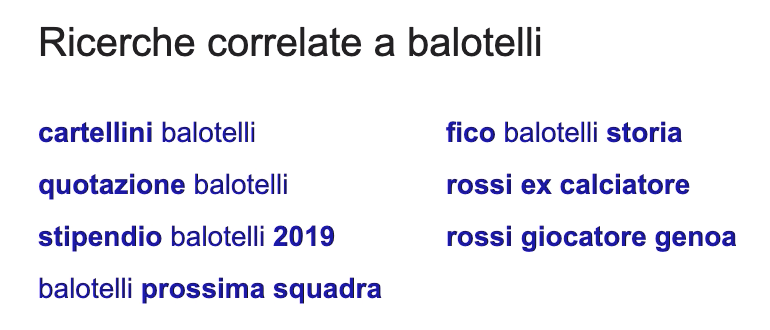 Ricerche correlate a balotelli
cartellini balotelli
quotazione balotelli
stipendio balotelli 2019
balotelli prossima squadra
fico balotelli storia
rossi ex calciatore
rossi giocatore genoa